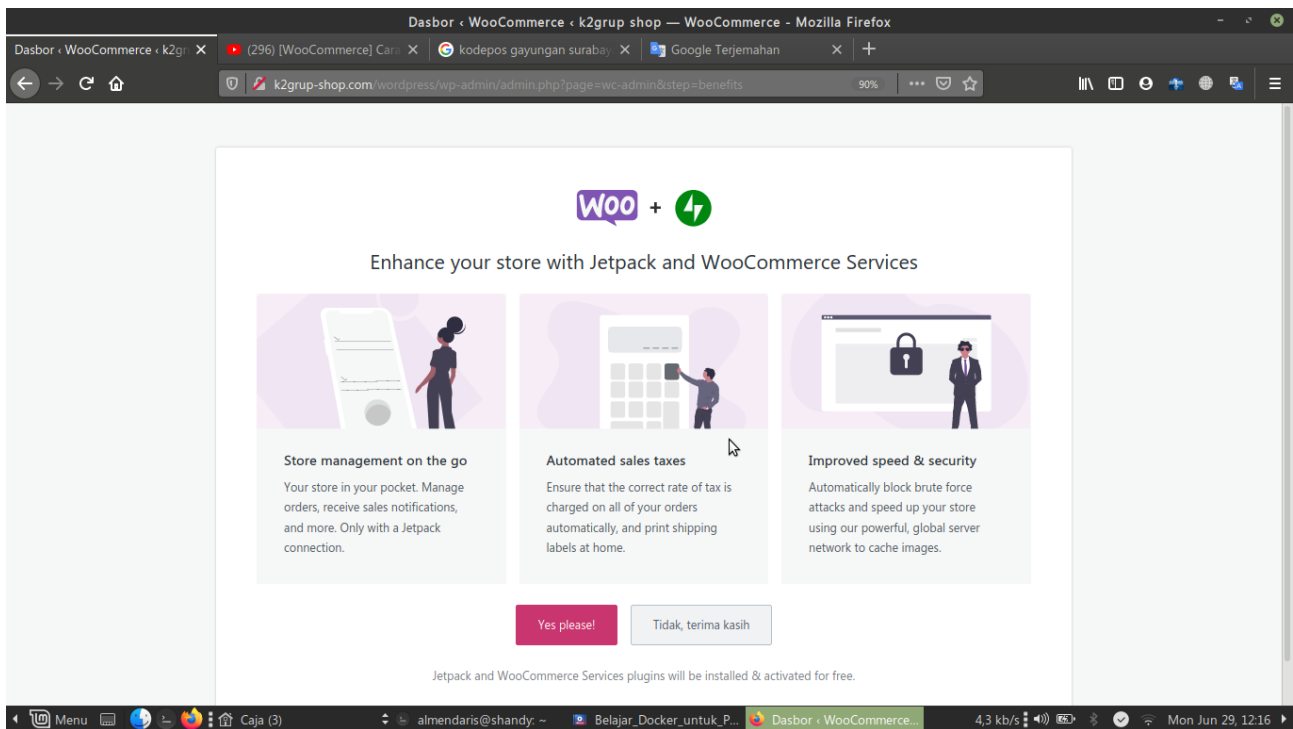 Dasbor ‹ WooCommerce ‹ k2grup shop — WooCommerce - Mozilla Firefox
Dasbor ‹ WooCommerce ‹ k2gr
(296) [WooCommerce] Cara
kodepos gayungan surabay
Google Terjemahan
k2grup-shop.com/wordpress/wp-admin/admin.php?page=wc-admin&step=benefits
90%
Woo +
Enhance your store with Jetpack and WooCommerce Services
Store management on the go
Your store in your pocket. Manage
orders, receive sales notifications,
and more. Only with a Jetpack
connection.
Automated sales taxes
Ensure that the correct rate of tax is
charged on all of your orders
automatically, and print shipping
labels at home.
Improved speed & security
Automatically block brute force
attacks and speed up your store
using our powerful, global server
network to cache images.
Yes please!
Tidak, terima kasih
Jetpack and WooCommerce Services plugins will be installed & activated for free.
Menu
Caja (3)
almendaris@shandy: ~
Belajar_Docker_untuk_P...
Dasbor ‹ WooCommerce...
4,3 kb/s
Mon Jun 29, 12:16